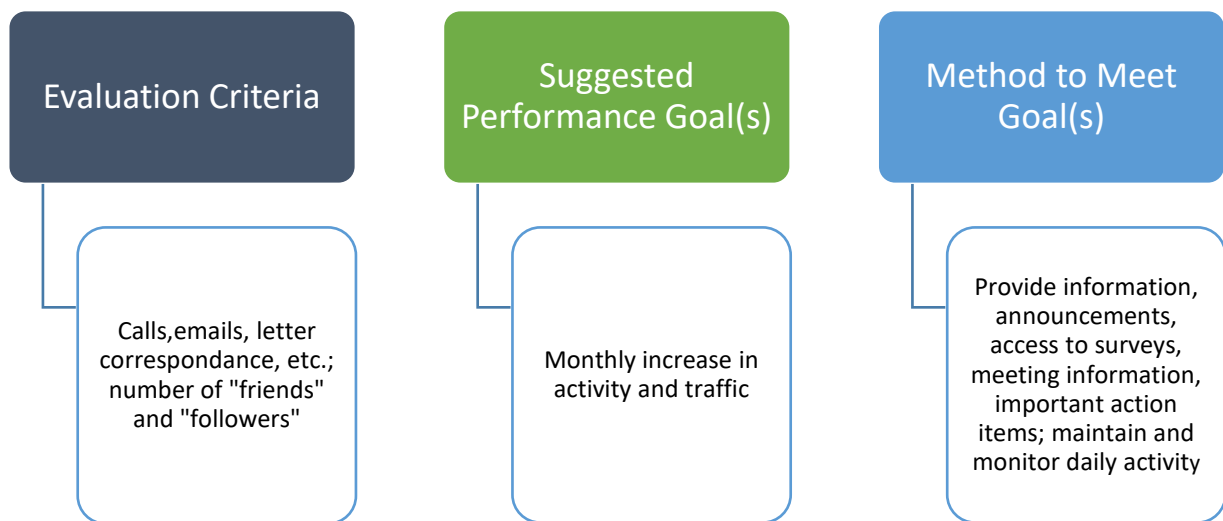 Evaluation Criteria
Calls,emails, letter
correspondance, etc.;
number of "friends"
and "followers"
Suggested
Performance Goal(s)
Monthly increase in
activity and traffic
Method to Meet
Goal(s)
Provide information,
announcements,
access to surveys,
meeting information,
important action
items; maintain and
monitor daily activity